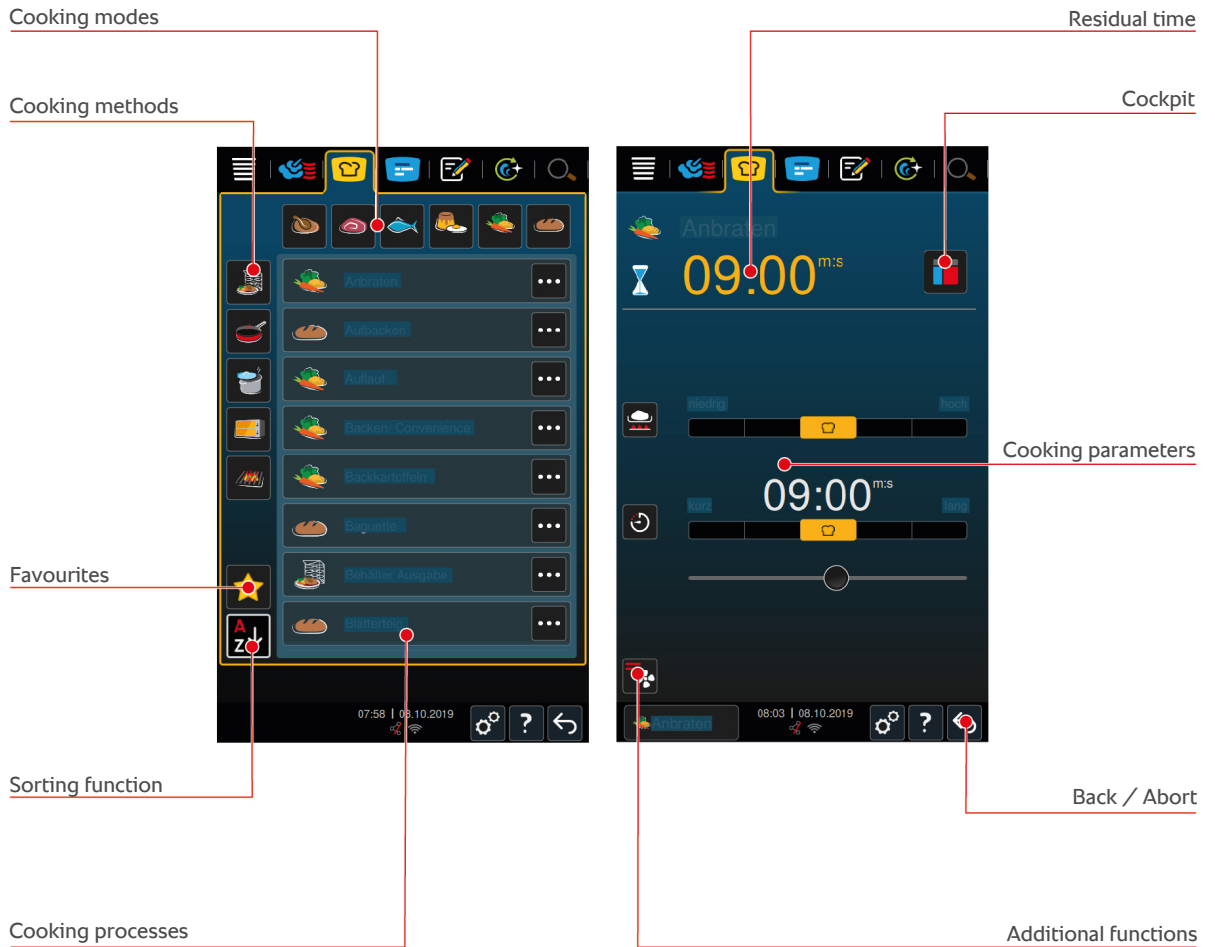 Cooking modes
Residual time
Cooking methods
Cockpit
Anbraten
09:00 m:s
Anbraten
Aufbacken
Auflauf
niedrig
hoch
Backen/ Convenience
Cooking parameters
Backkartoffeln
09:00 m:s
kurz
lang
Baguette
Favourites
Behälter Ausgabe
Blätterteig
A
Z
07:58 | 08.10.2019
?
Anbraten
08:03 | 08.10.2019
?
Sorting function
Back / Abort
Cooking processes
Additional functions